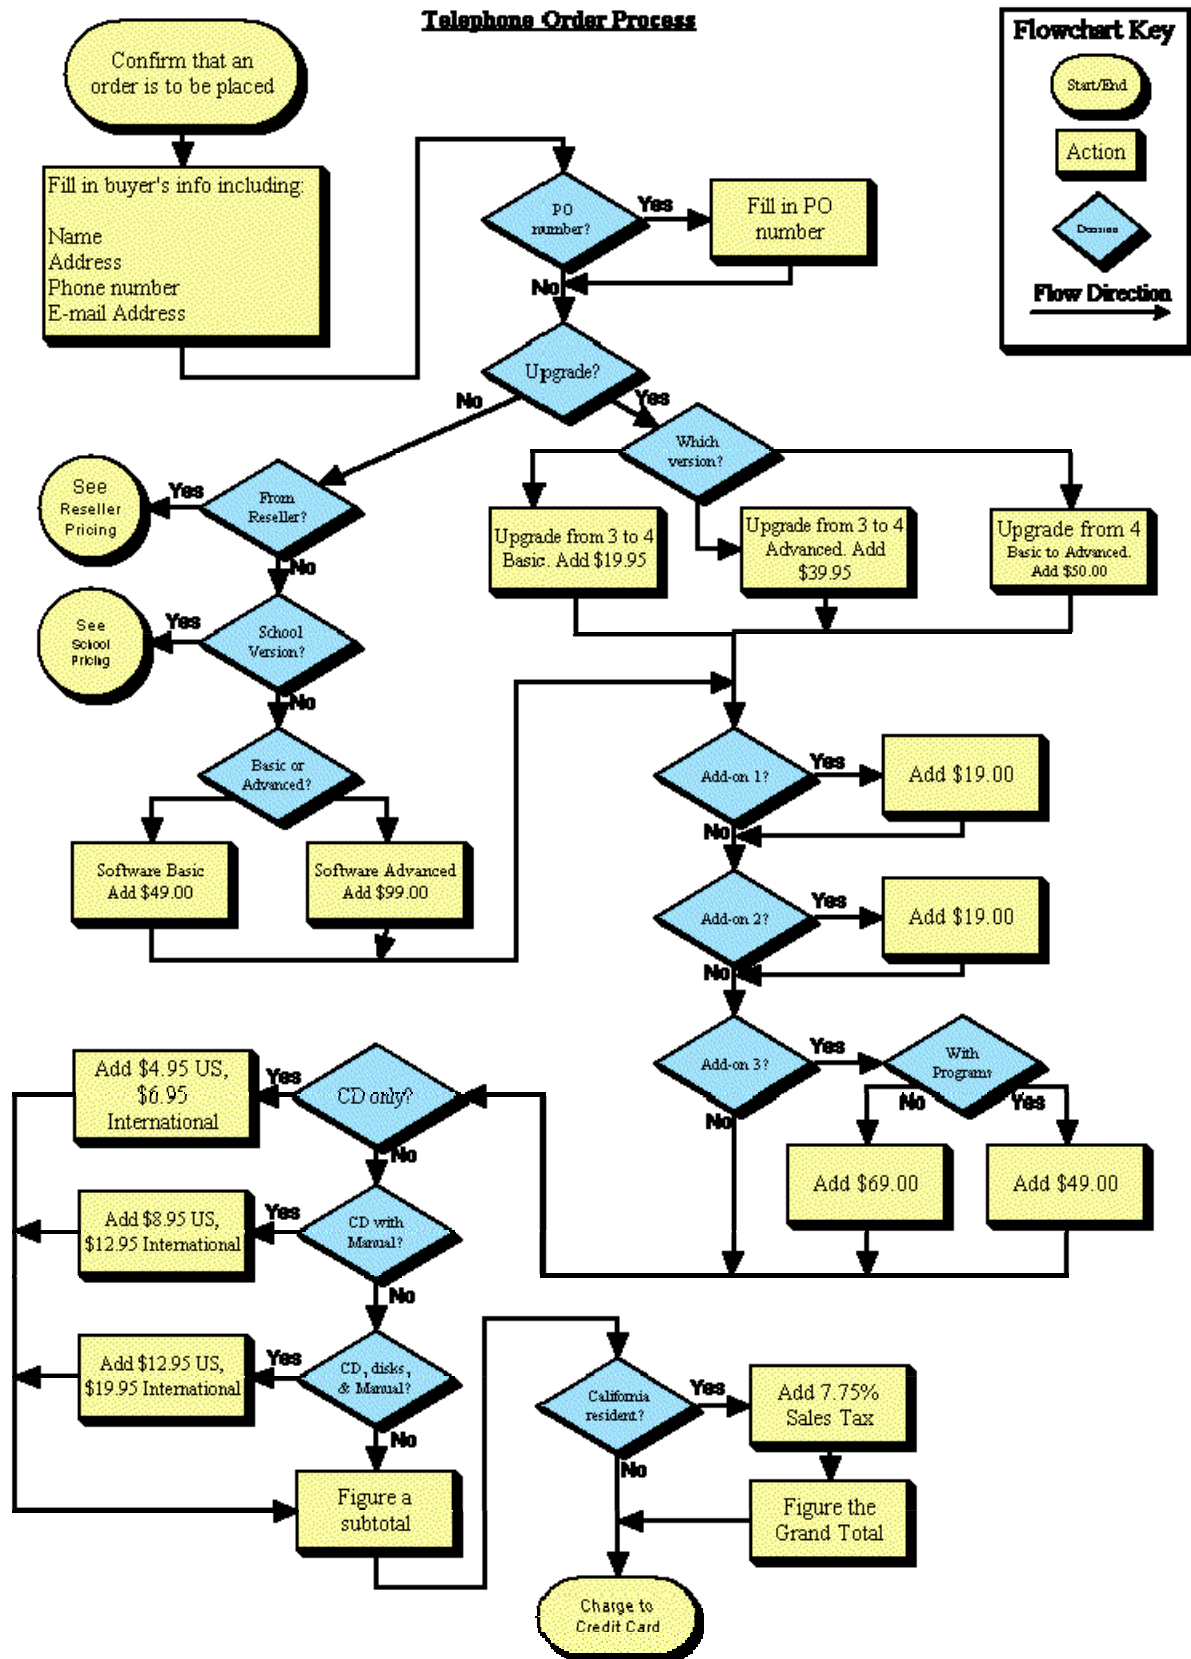 Telephone Order Process
Flowchart Key
Start/End
Action
Decision
Flow Direction
Confirm that an
order is to be placed
Fill in buyer's info including:
Name
Address
Phone number
E-mail Address
PO
number?
Yes
Fill in PO
number
No
Upgrade?
No
Yes
Which
version?
See
Reseller
Pricing
Yes
From
Reseller?
No
Upgrade from 3 to 4
Basic. Add $19.95
Upgrade from 3 to 4
Advanced. Add
$39.95
Upgrade from 4
Basic to Advanced.
Add $50.00
See
School
Pricing
Yes
School
Version?
No
Basic or
Advanced?
Software Basic
Add $49.00
Software Advanced
Add $99.00
Add-on 1?
Yes
Add $19.00
No
Add-on 2?
Yes
Add $19.00
No
Add-on 3?
Yes
With
Program?
No
No
Yes
Add $69.00
Add $49.00
Add $4.95 US,
$6.95
International
Yes
CD only?
No
Add $8.95 US,
$12.95 International
Yes
CD with
Manual?
No
Add $12.95 US,
$19.95 International
Yes
CD, disks,
& Manual?
No
Figure a
subtotal
California
resident?
Yes
Add 7.75%
Sales Tax
No
Figure the
Grand Total
Charge to
Credit Card